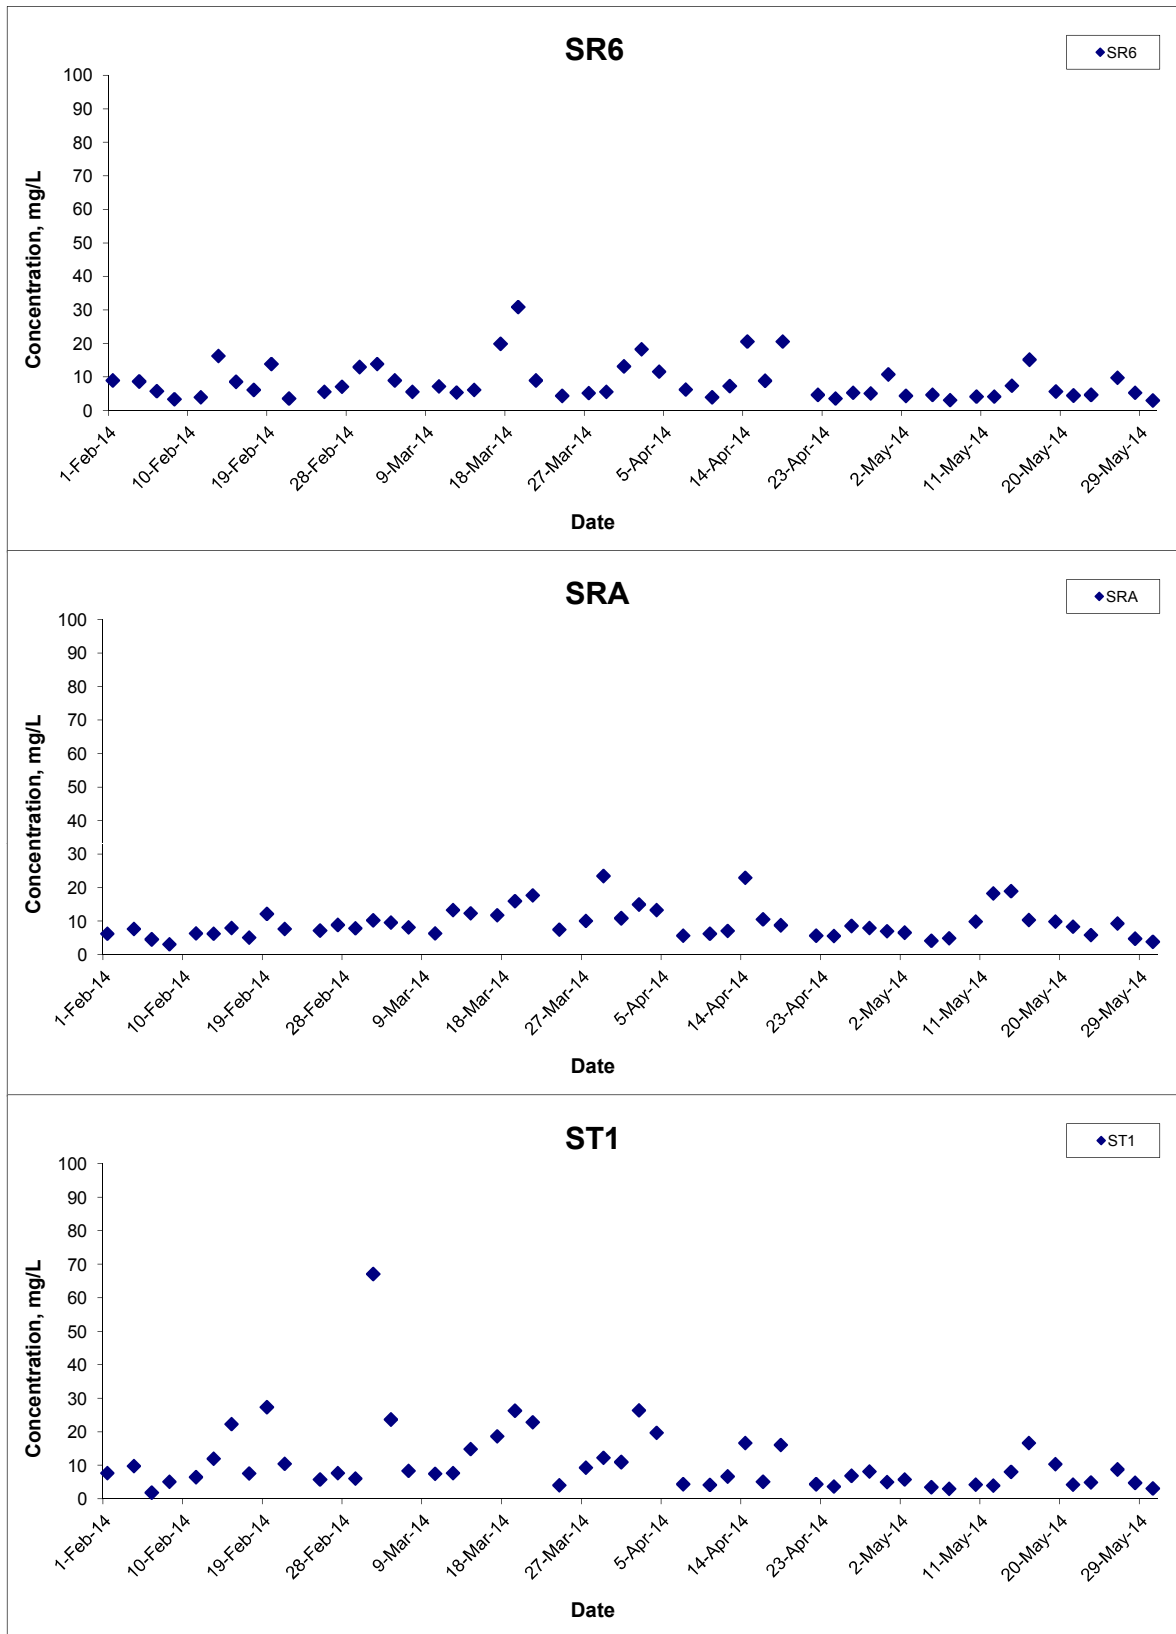 SR6
SR6
Concentration, mg/L
100
90
80
70
60
50
40
30
20
10
0
1-Feb-14 10-Feb-14 19-Feb-14 28-Feb-14 9-Mar-14 18-Mar-14 27-Mar-14 5-Apr-14 14-Apr-14 23-Apr-14 2-May-14 11-May-14 20-May-14 29-May-14
Date
SRA
SRA
Concentration, mg/L
100
90
80
70
60
50
40
30
20
10
0
1-Feb-14 10-Feb-14 19-Feb-14 28-Feb-14 9-Mar-14 18-Mar-14 27-Mar-14 5-Apr-14 14-Apr-14 23-Apr-14 2-May-14 11-May-14 20-May-14 29-May-14
Date
ST1
ST1
Concentration, mg/L
100
90
80
70
60
50
40
30
20
10
0
1-Feb-14 10-Feb-14 19-Feb-14 28-Feb-14 9-Mar-14 18-Mar-14 27-Mar-14 5-Apr-14 14-Apr-14 23-Apr-14 2-May-14 11-May-14 20-May-14 29-May-14
Date